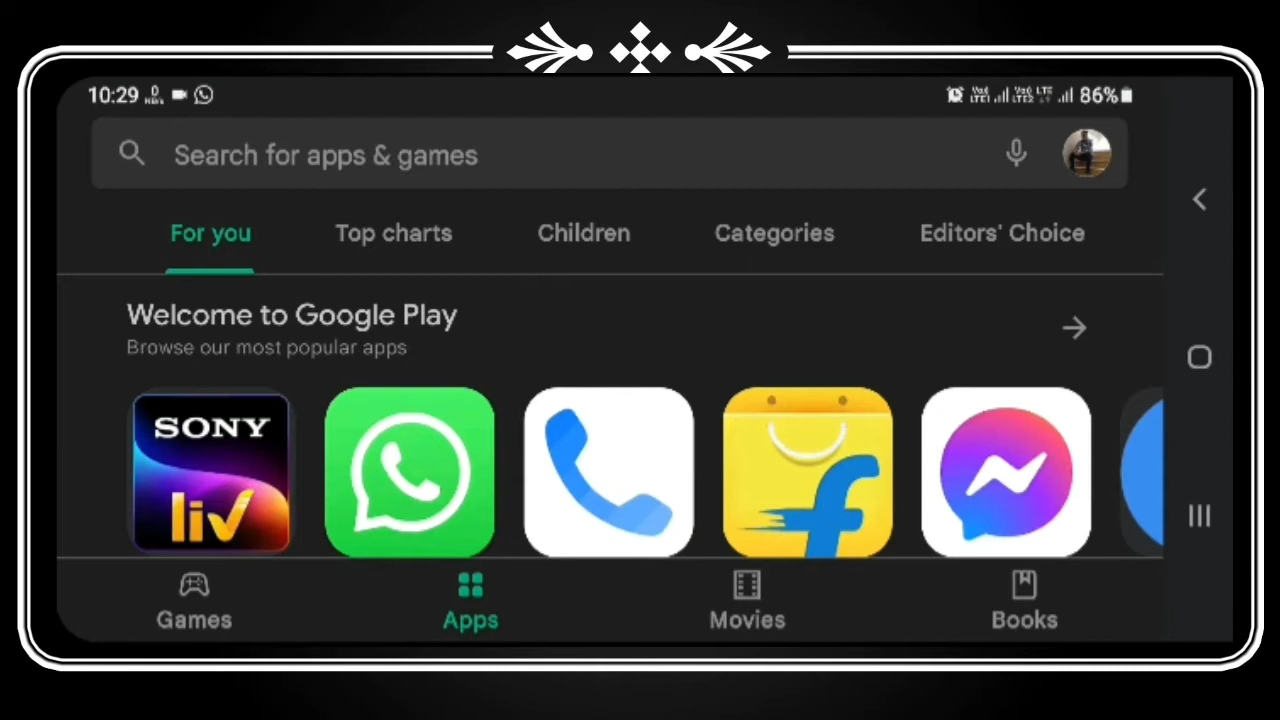 10:29
86%
Search for apps & games
For you
Top charts
Children
Categories
Editors' Choice
Welcome to Google Play
Browse our most popular apps
SONY
liv
Games
Apps
Movies
Books